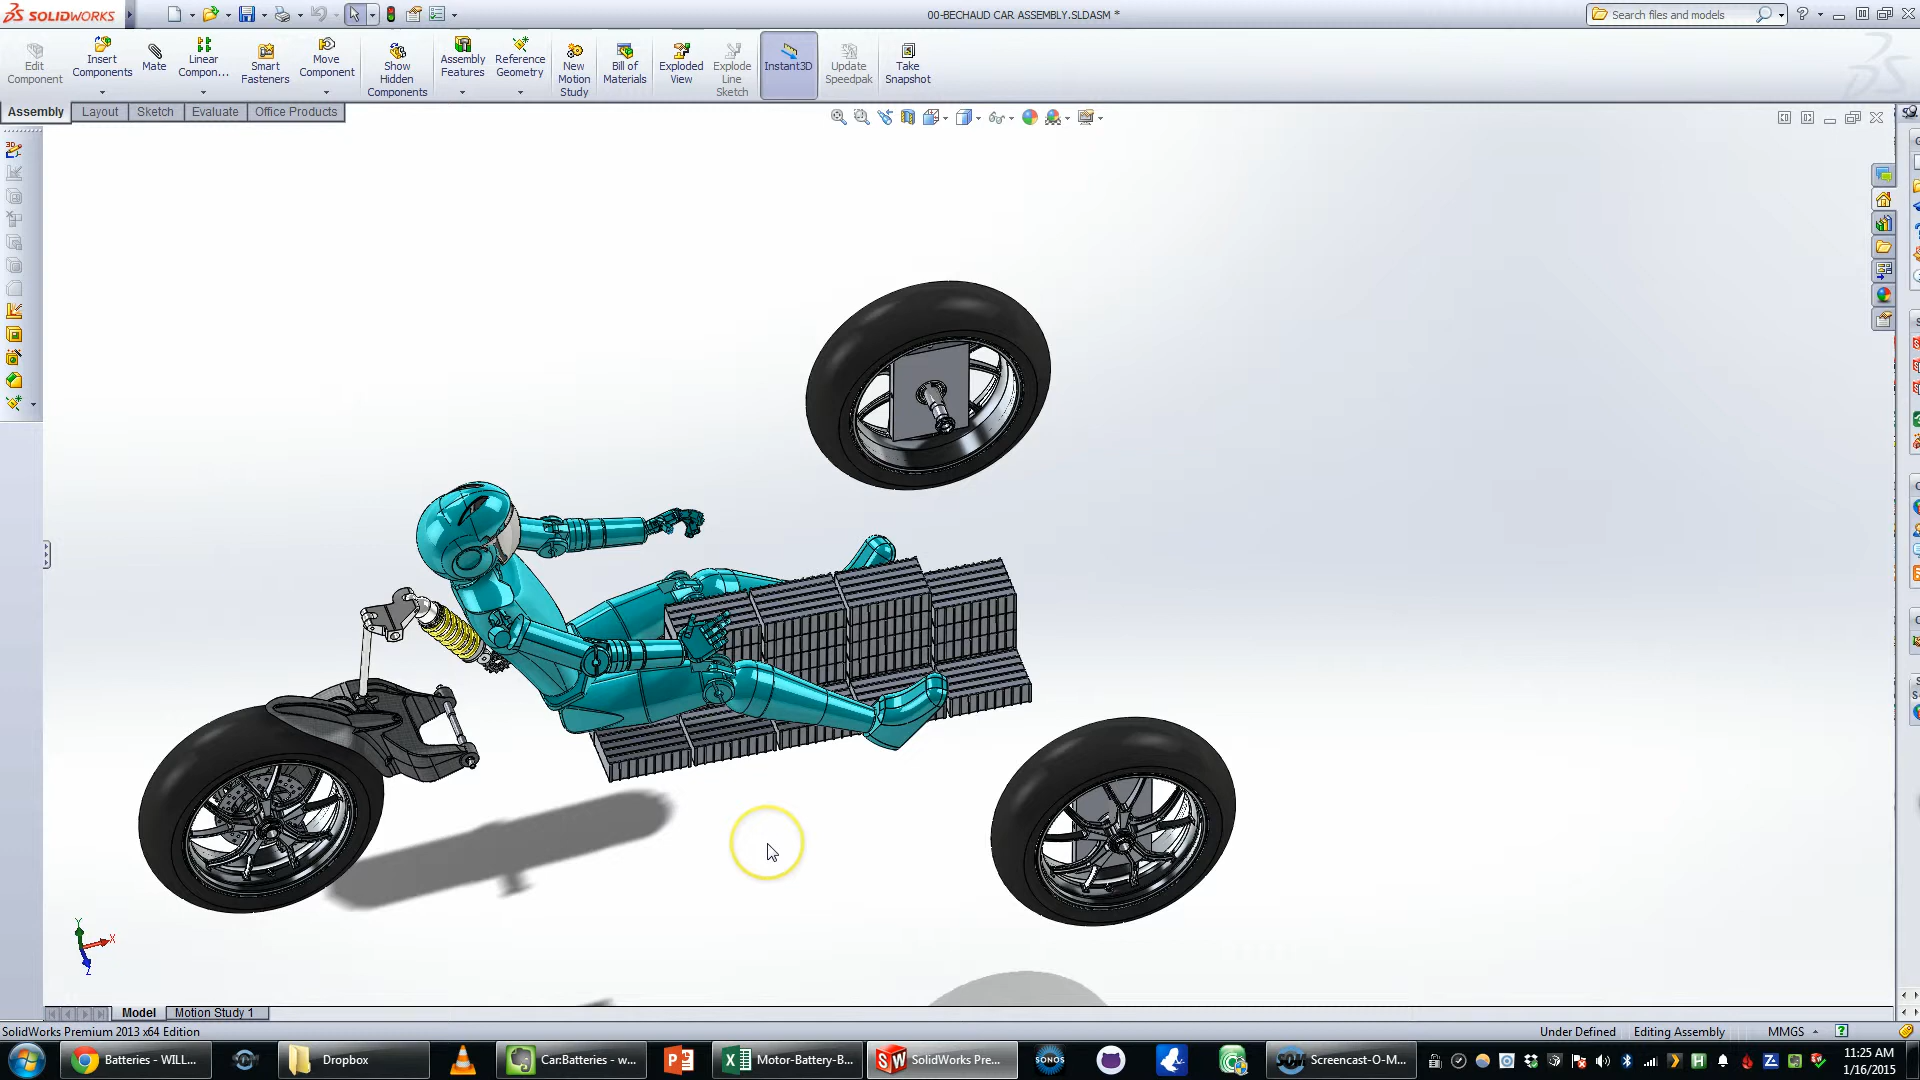 SOLIDWORKS
00-BECHAUD CAR ASSEMBLY.SLDASM *
Search files and models
Edit Component
Insert Components
Mate
Linear Compon...
Smart Fasteners
Move Component
Show Hidden Components
Assembly Features
Reference Geometry
New Motion Study
Bill of Materials
Exploded View
Explode Line Sketch
Instant3D
Update Speedpak
Take Snapshot
Assembly
Layout
Sketch
Evaluate
Office Products
Y
X
Z
Model
Motion Study 1
SolidWorks Premium 2013 x64 Edition
Under Defined
Editing Assembly
MMGS
Batteries - WILL...
Dropbox
CarBatteries - w...
Motor-Battery-B...
SolidWorks Pre...
SONOS
Screencast-O-M...
11:25 AM
1/16/2015